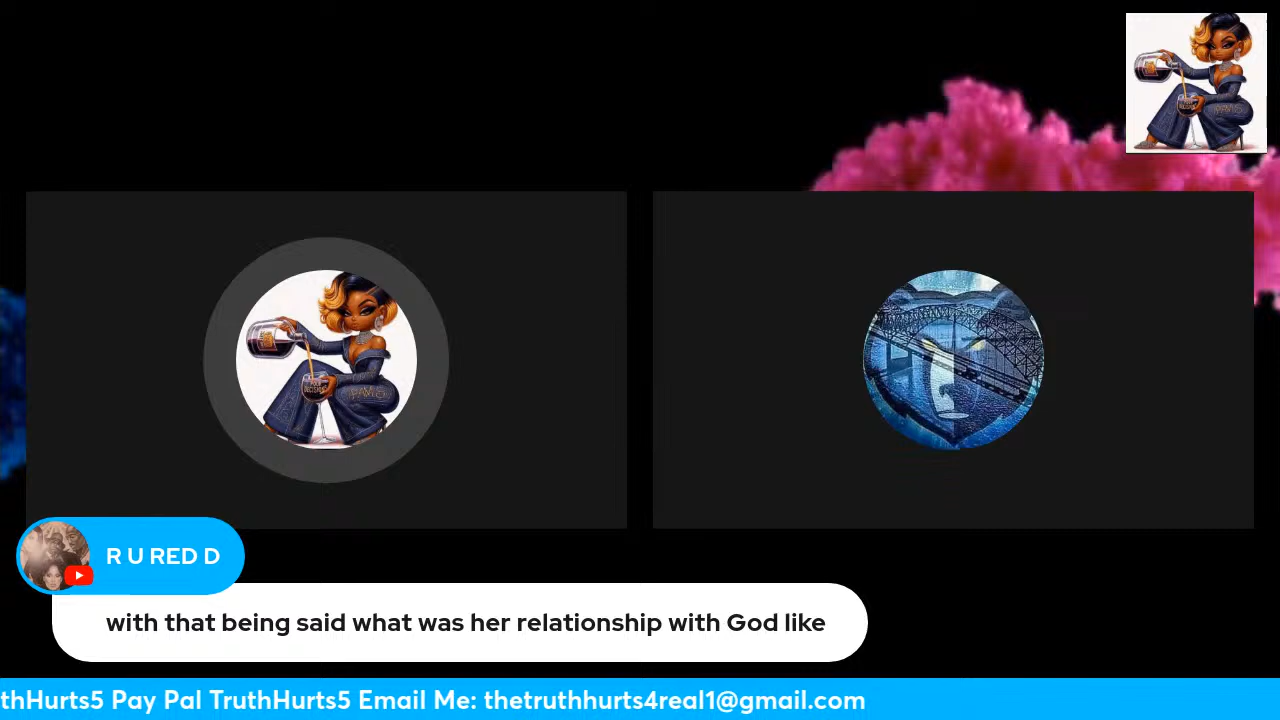 R U RED D
with that being said what was her relationship with God like
thHurts5 Pay Pal TruthHurts5 Email Me: thetruthhurts4real1@gmail.com